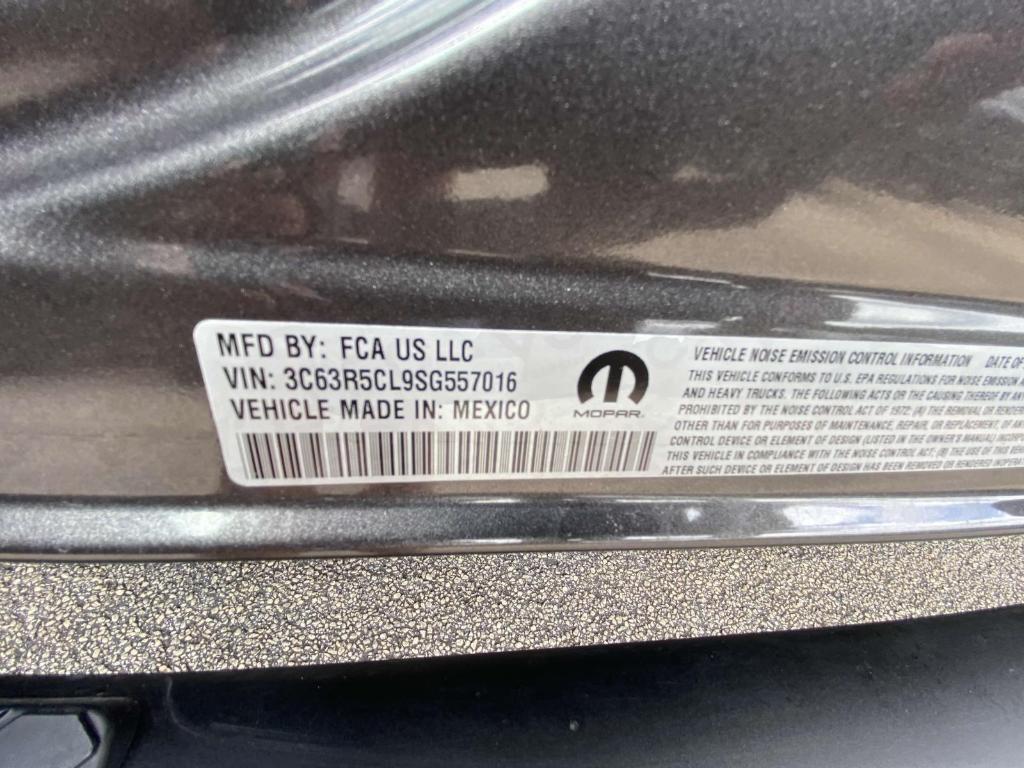 MFD BY: FCA US LLC
VIN: 3C63R5CL9SG557016
VEHICLE MADE IN: MEXICO
MOPAR
VEHICLE NOISE EMISSION CONTROL INFORMATION DATE OF
THIS VEHICLE CONFORMS TO U.S. EPA REGULATIONS FOR NOISE
AND HEAVY TRUCKS. THE FOLLOWING ACTS OR THE CAUSING THEREOF BY
PROHIBITED BY THE NOISE CONTROL ACT OF 1972: (A) THE REMOVAL OR
OTHER THAN FOR PURPOSES OF MAINTENANCE, REPAIR, OR REPLACEMENT, OF
CONTROL DEVICE OR ELEMENT OF DESIGN (LISTED IN THE OWNER'S MANUAL)
THIS VEHICLE IN COMPLIANCE WITH THE NOISE CONTROL ACT; (B) THE USE OF
AFTER SUCH DEVICE OR ELEMENT OF DESIGN HAS BEEN REMOVED OR RENDERED